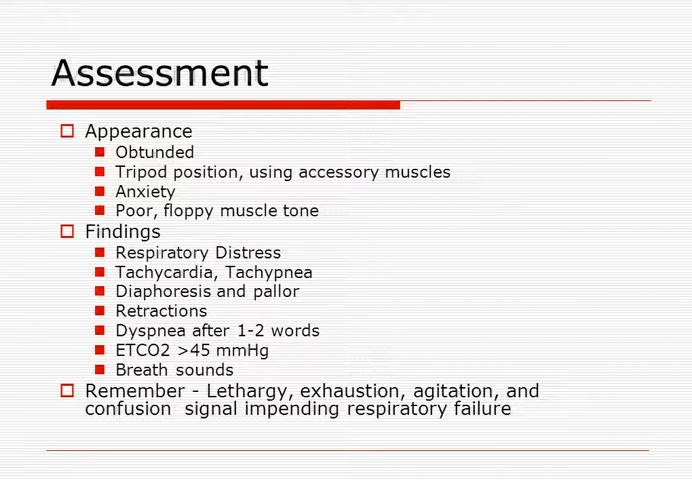 Assessment
Appearance
Obtunded
Tripod position, using accessory muscles
Anxiety
Poor, floppy muscle tone
Findings
Respiratory Distress
Tachycardia, Tachypnea
Diaphoresis and pallor
Retractions
Dyspnea after 1-2 words
ETCO2 >45 mmHg
Breath sounds
Remember - Lethargy, exhaustion, agitation, and
confusion  signal impending respiratory failure